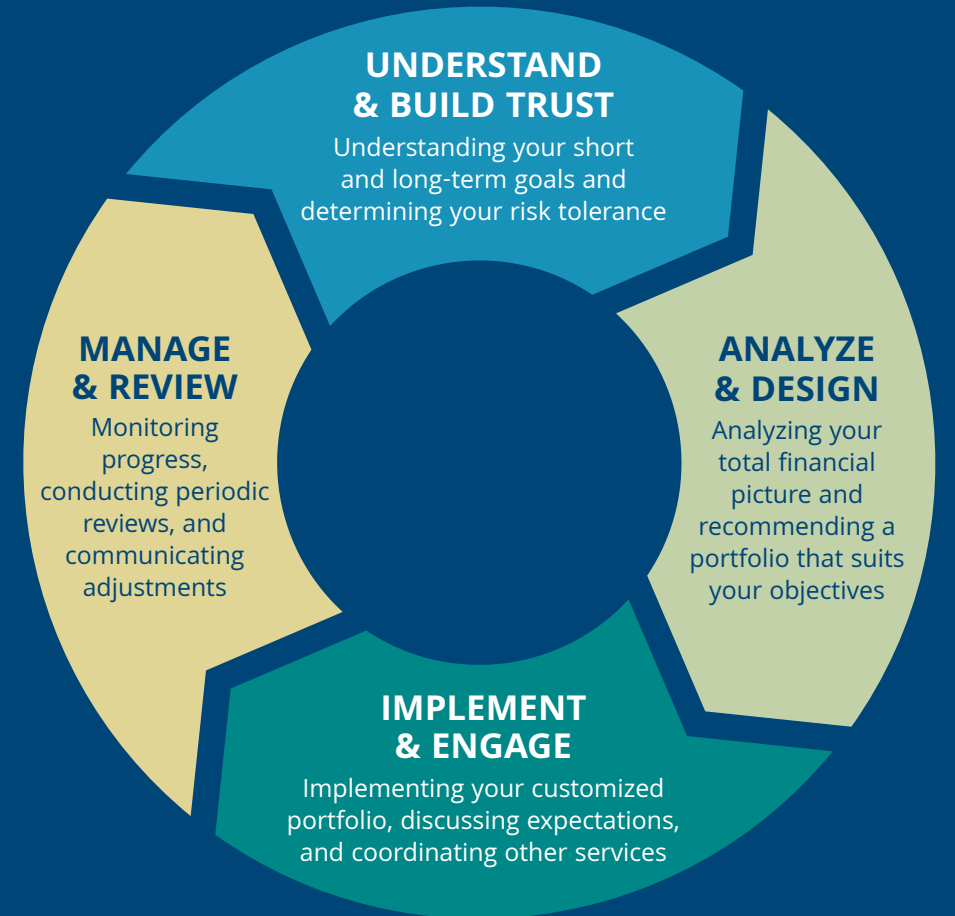 UNDERSTAND
& BUILD TRUST
Understanding your short
and long-term goals and
determining your risk tolerance
ANALYZE
& DESIGN
Analyzing your
total financial
picture and
recommending a
portfolio that suits
your objectives
IMPLEMENT
& ENGAGE
Implementing your customized
portfolio, discussing expectations,
and coordinating other services
MANAGE
& REVIEW
Monitoring
progress,
conducting periodic
reviews, and
communicating
adjustments